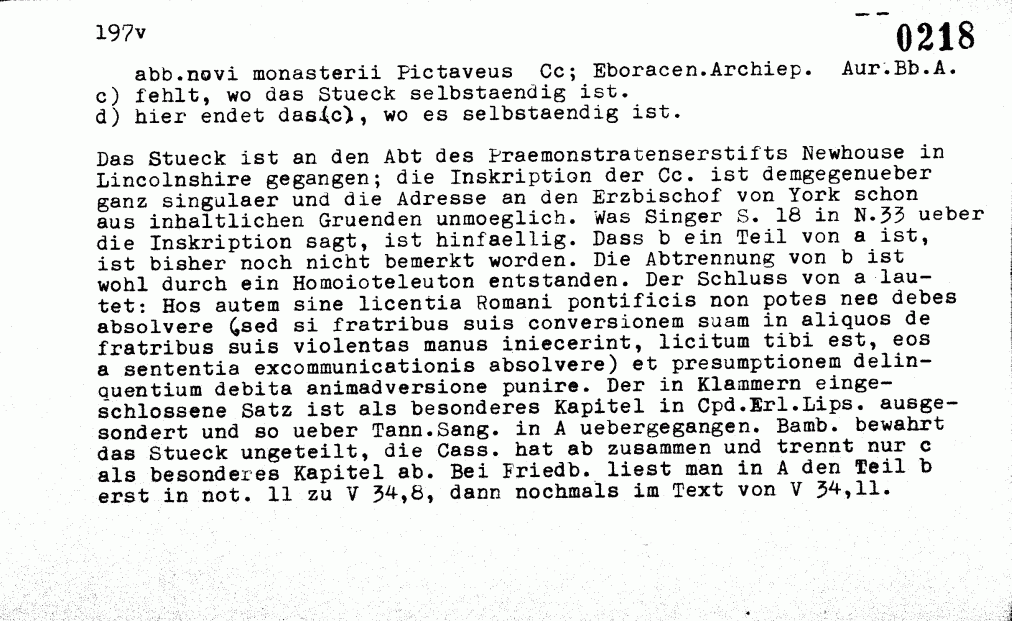 197v
0218
abb.novi monasterii Pictaveus Cc; Eboracen.Archiep. Aur.Bb.A.
c) fehlt, wo das Stueck selbstaendig ist.
d) hier endet das(c), wo es selbstaendig ist.
Das Stueck ist an den Abt des Praemonstratenserstifts Newhouse in
Lincolnshire gegangen; die Inskription der Cc. ist demgegenueber
ganz singulaer und die Adresse an den Erzbischof von York schon
aus inhaltlichen Gruenden unmoeglich. Was Singer S. 18 in N.33 ueber
die Inskription sagt, ist hinfaellig. Dass b ein Teil von a ist,
ist bisher noch nicht bemerkt worden. Die Abtrennung von b ist
wohl durch ein Homoioteleuton entstanden. Der Schluss von a lau-
tet: Hos autem sine licentia Romani pontificis non potes nec debes
absolvere (sed si fratribus suis conversionem suam in aliquos de
fratribus suis violentas manus iniecerint, licitum tibi est, eos
a sententia excommunicationis absolvere) et presumptionem delin-
quentium debita animadversione punire. Der in Klammern einge-
schlossene Satz ist als besonderes Kapitel in Cpd.Erl.Lips. ausge-
sondert und so ueber Tann.Sang. in A uebergegangen. Bamb. bewahrt
das Stueck ungeteilt, die Cass. hat ab zusammen und trennt nur c
als besonderes Kapitel ab. Bei Friedb. liest man in A den Teil b
erst in not. 11 zu V 34,8, dann nochmals im Text von V 34,11.